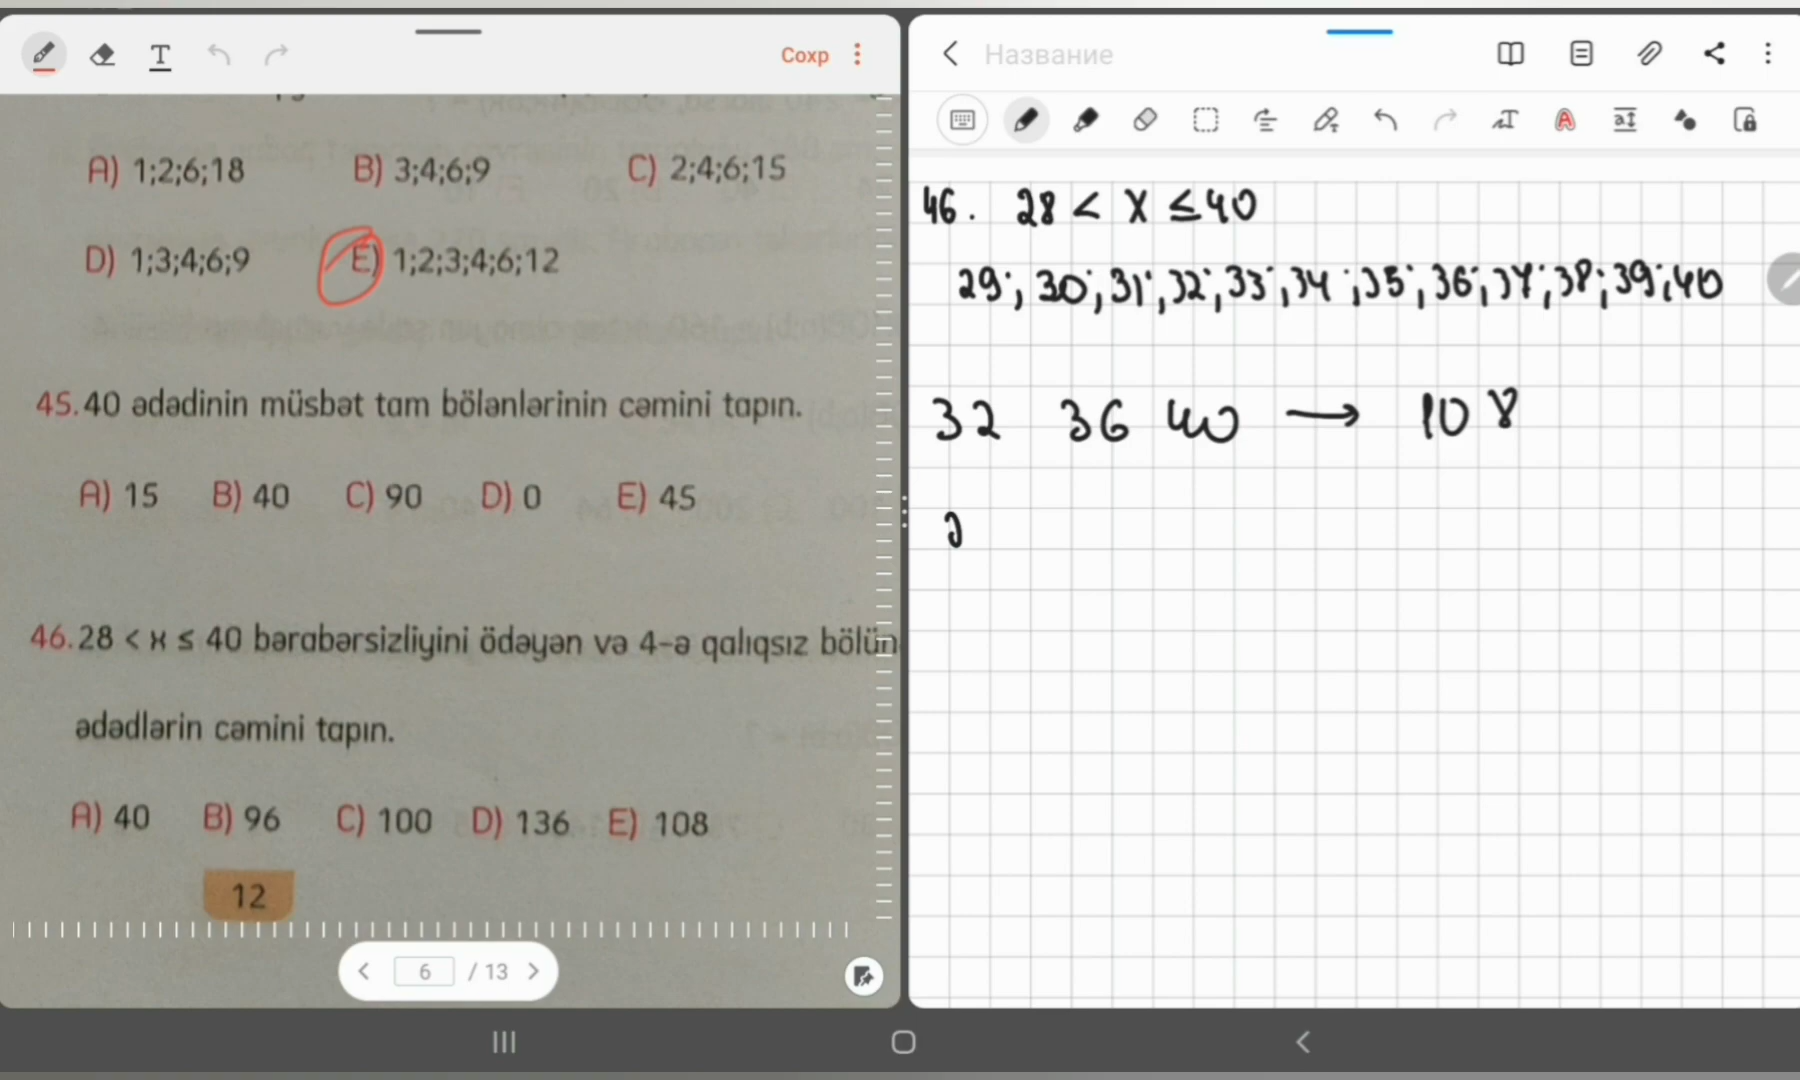 Сохр
A) 1;2;6;18 B) 3;4;6;9 C) 2;4;6;15
D) 1;3;4;6;9 E) 1;2;3;4;6;12
45. 40 ədədinin müsbət tam bölənlərinin cəmini tapın.
A) 15 B) 40 C) 90 D) 0 E) 45
46. 28 < x ≤ 40 bərabərsizliyini ödəyən və 4-ə qalıqsız bölün
ədədlərin cəmini tapın.
A) 40 B) 96 C) 100 D) 136 E) 108
12
6 / 13
Название
46. 28 < x ≤ 40
29; 30; 31; 32; 33; 34; 35; 36; 37; 38; 39; 40
32 36 40 → 108